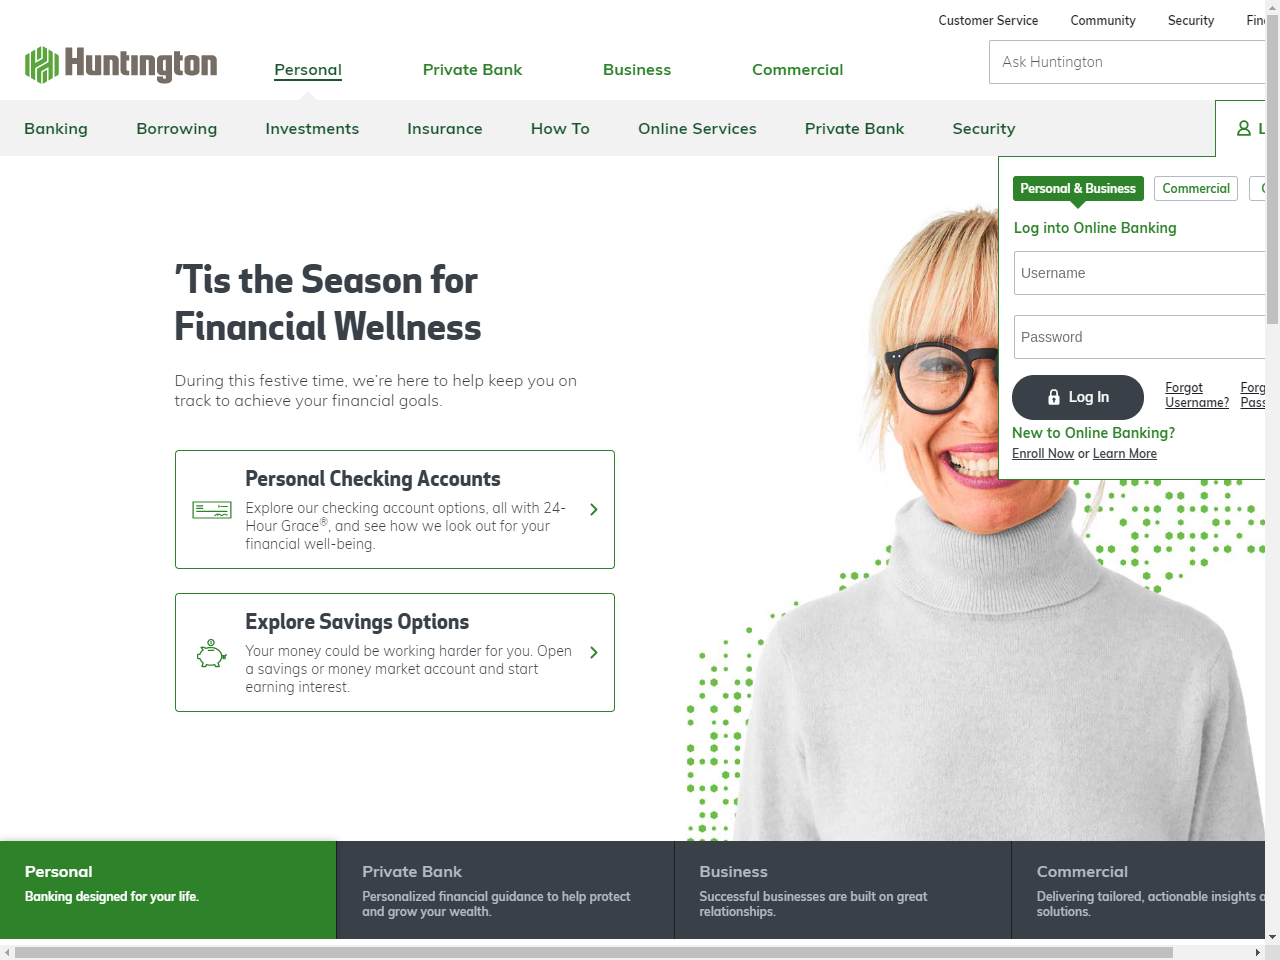 Customer Service Community Security
Huntington
Personal Private Bank Business Commercial
Ask Huntington
Banking Borrowing Investments Insurance How To Online Services Private Bank Security
Personal & Business Commercial
Log into Online Banking
Username
Password
Log In
Forgot
Username?
New to Online Banking?
Enroll Now or Learn More
'Tis the Season for
Financial Wellness
During this festive time, we're here to help keep you on
track to achieve your financial goals.
Personal Checking Accounts
Explore our checking account options, all with 24-
Hour Grace®, and see how we look out for your
financial well-being.
Explore Savings Options
Your money could be working harder for you. Open
a savings or money market account and start
earning interest.
Personal
Banking designed for your life.
Private Bank
Personalized financial guidance to help protect
and grow your wealth.
Business
Successful businesses are built on great
relationships.
Commercial
Delivering tailored, actionable insights
solutions.